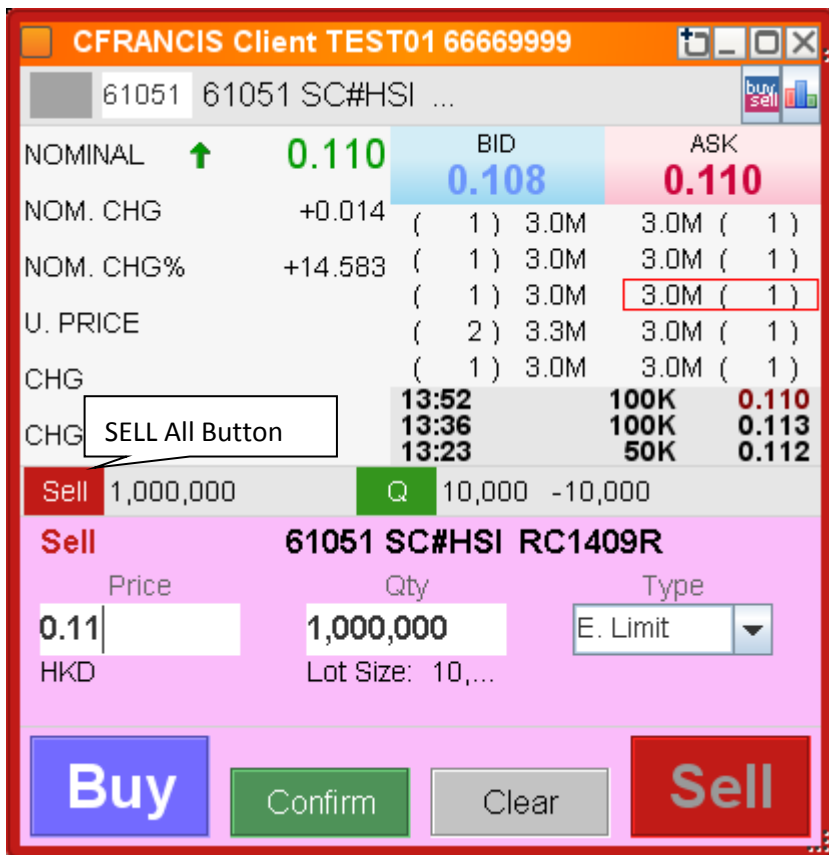 CFRANCIS Client TEST01 66669999
61051 61051 SC#HSI ... buy sell
NOMINAL 0.110 BID ASK
0.108 0.110
NOM. CHG +0.014 ( 1 ) 3.0M 3.0M ( 1 )
NOM. CHG% +14.583 ( 1 ) 3.0M 3.0M ( 1 )
( 1 ) 3.0M 3.0M ( 1 )
U. PRICE ( 2 ) 3.3M 3.0M ( 1 )
CHG ( 1 ) 3.0M 3.0M ( 1 )
13:52 100K 0.110
CHG SELL All Button 13:36 100K 0.113
13:23 50K 0.112
Sell 1,000,000 Q 10,000 -10,000
Sell 61051 SC#HSI RC1409R
Price Qty Type
0.11 1,000,000 E. Limit
HKD Lot Size: 10,...
Buy Confirm Clear Sell